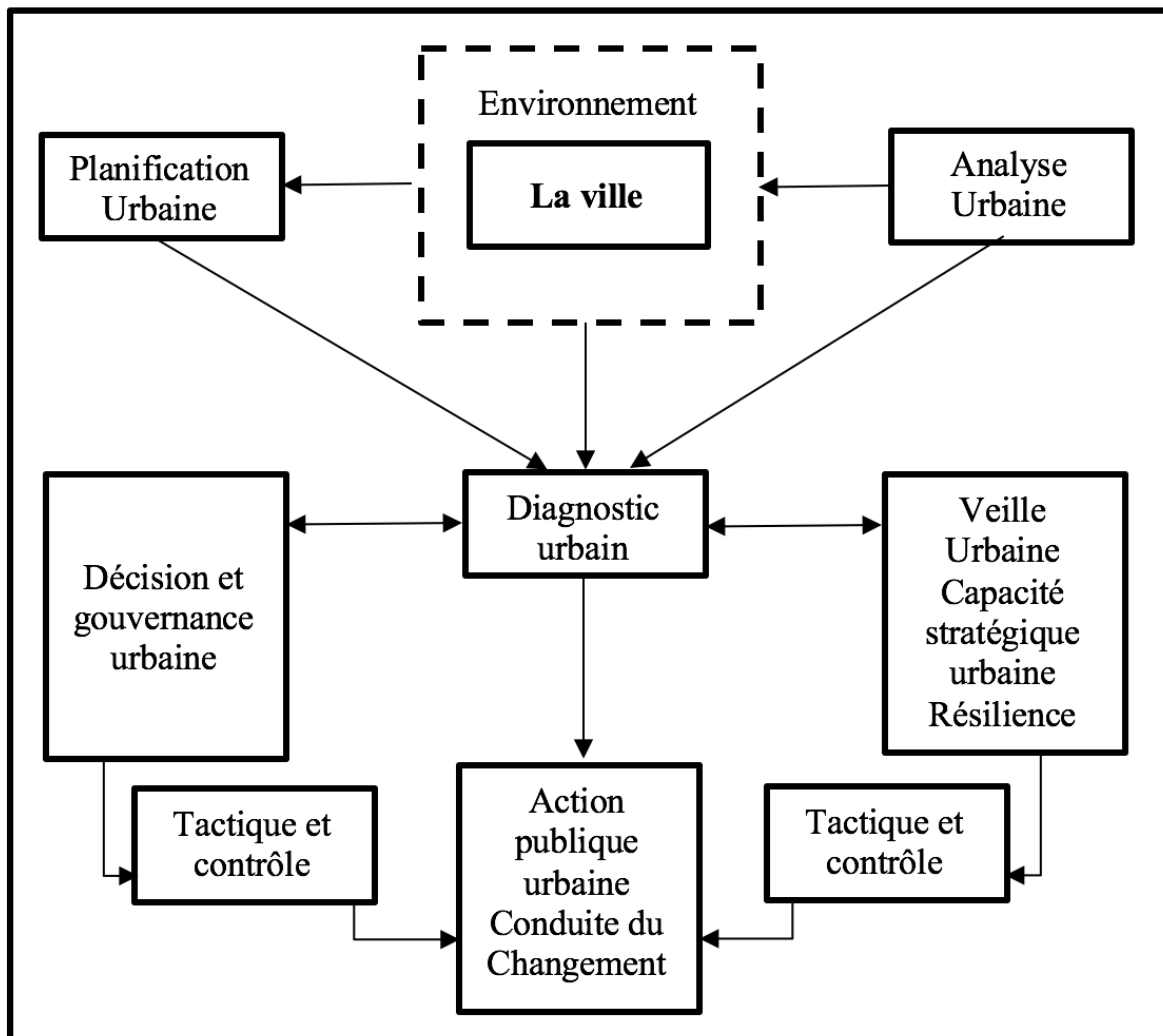 Environnement
La ville
Planification
Urbaine
Analyse
Urbaine
Diagnostic
urbain
Décision et
gouvernance
urbaine
Veille
Urbaine
Capacité
stratégique
urbaine
Résilience
Tactique et
contrôle
Action
publique
urbaine
Conduite du
Changement
Tactique et
contrôle